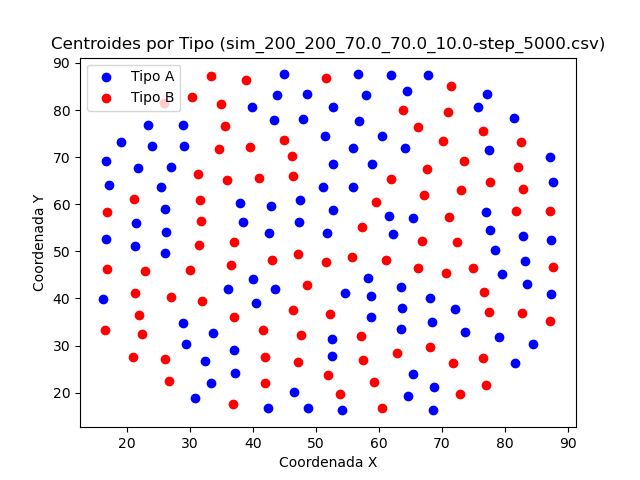 Centroides por Tipo (sim_200_200_70.0_70.0_10.0-step_5000.csv)
Tipo A
Tipo B
90
80
70
60
50
40
30
20
Coordenada Y
20 30 40 50 60 70 80 90
Coordenada X